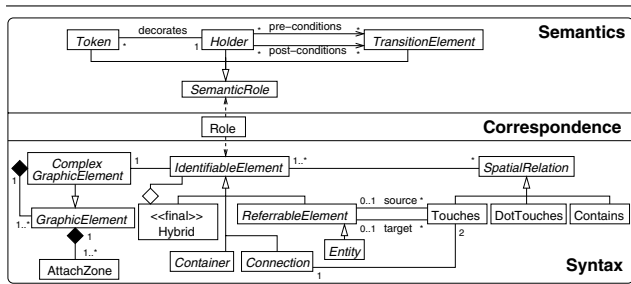 Semantics
decorates
pre-conditions
Token
Holder
TransitionElement
* 1 * *
post-conditions
* *
SemanticRole
Role
Correspondence
Complex
GraphicElement
1
IdentifiableElement
1..*
*
SpatialRelation
1
1..*
GraphicElement
1
1..*
AttachZone
<<final>>
Hybrid
ReferrableElement
0..1 source *
0..1 target *
Touches
DotTouches
Contains
2
Entity
Container
Connection
1
Syntax